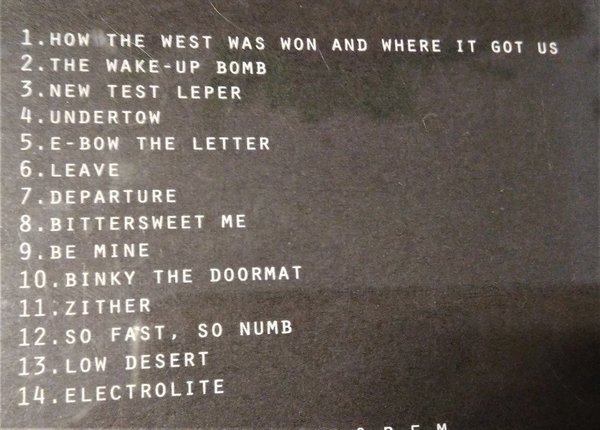 1.HOW THE WEST WAS WON AND WHERE IT GOT US
2.THE WAKE-UP BOMB
3.NEW TEST LEPER
4.UNDERTOW
5.E-BOW THE LETTER
6.LEAVE
7.DEPARTURE
8.BITTERSWEET ME
9.BE MINE
10.BINKY THE DOORMAT
11.ZITHER
12.SO FAST, SO NUMB
13.LOW DESERT
14.ELECTROLITE